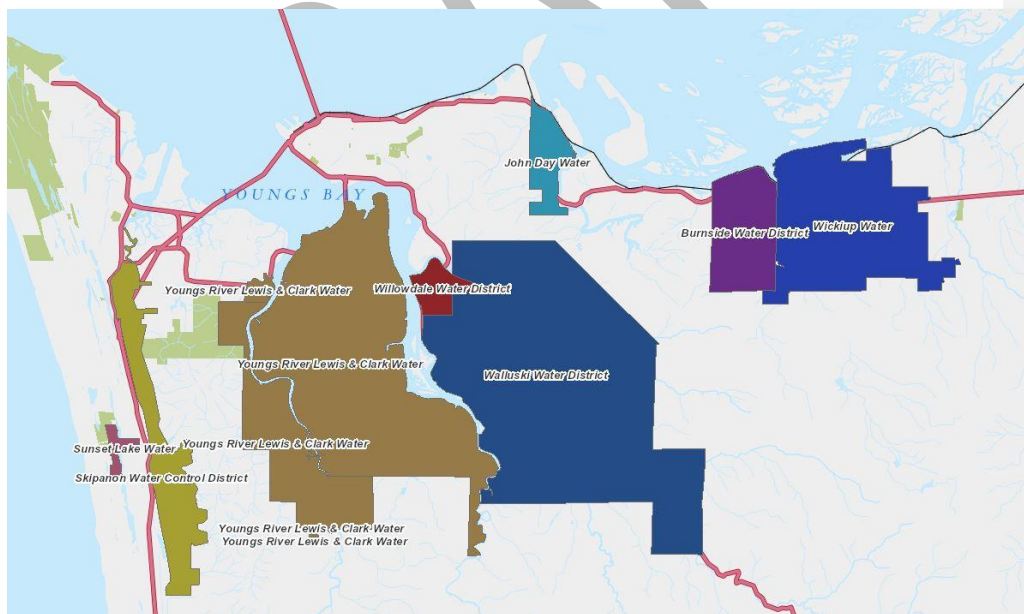 John Day Water
YOUNGS BAY
Burnside Water District
Wickiup Water
Youngs River Lewis & Clark Water
Willowdale Water District
Youngs River Lewis & Clark Water
Walluski Water District
Youngs River Lewis & Clark Water
Sunset Lake Water
Skipanon Water Control District
Youngs River Lewis & Clark Water
Youngs River Lewis & Clark Water